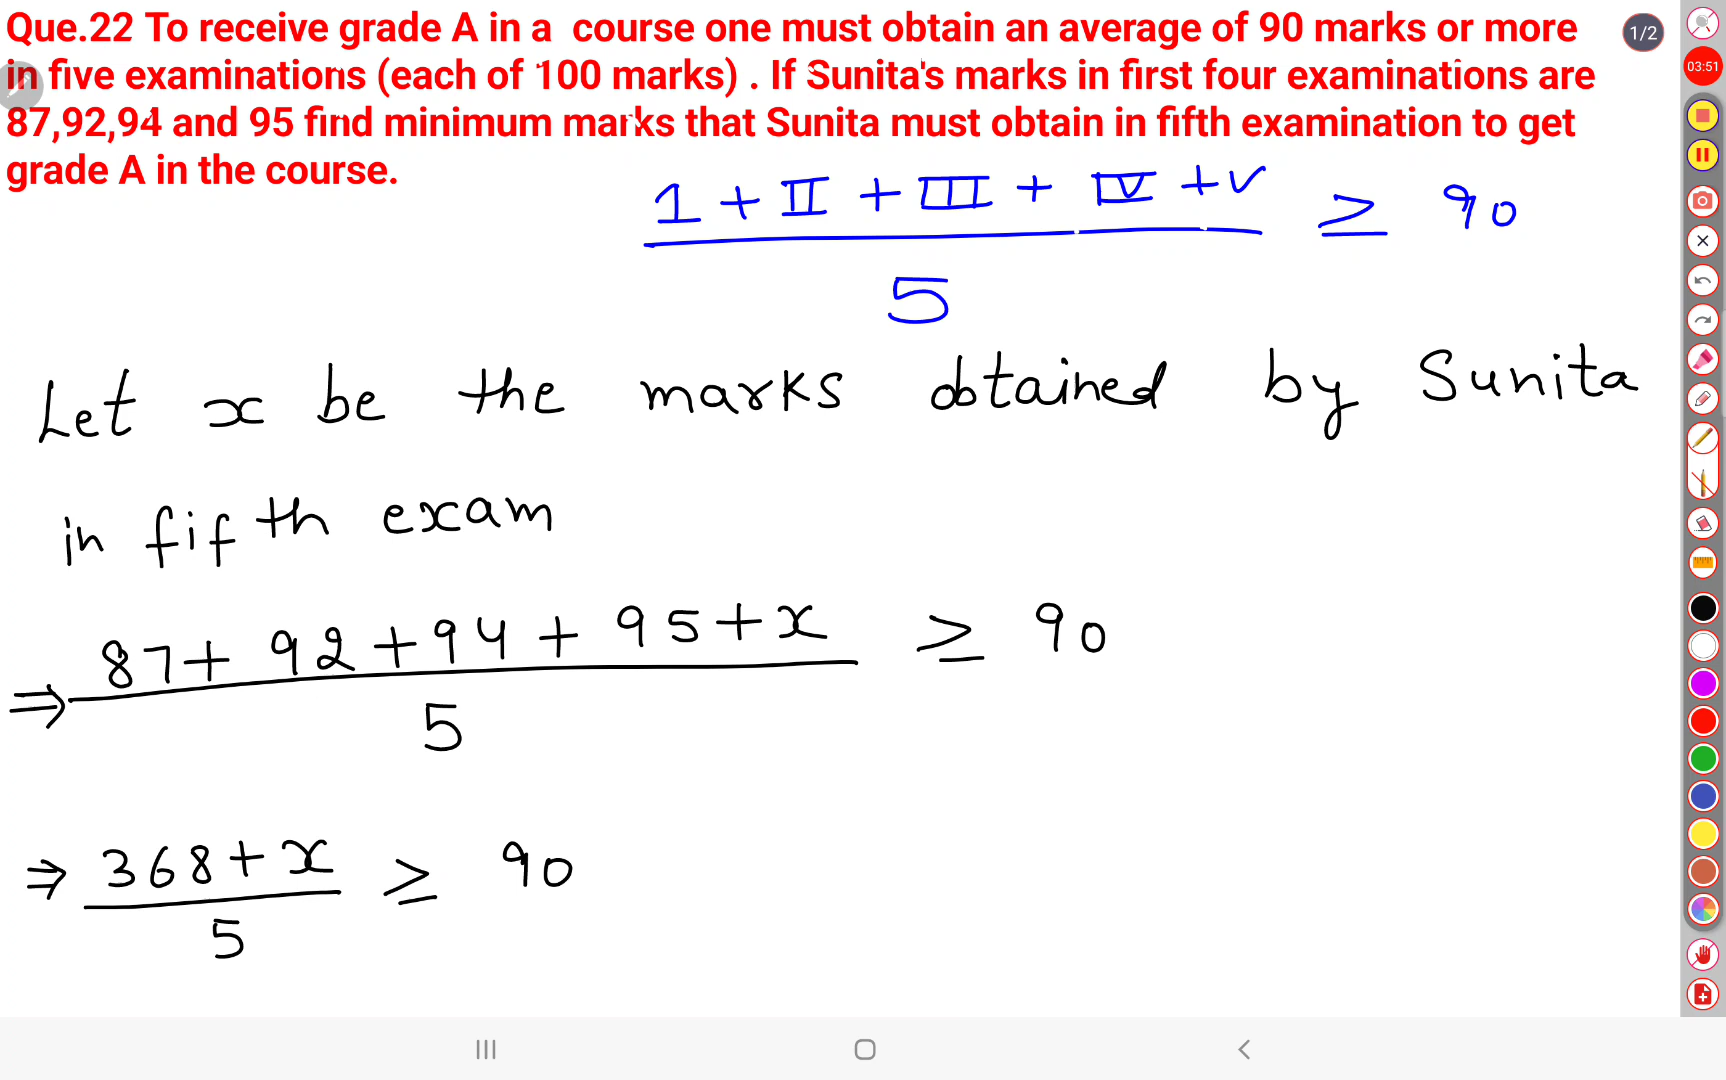 Que.22 To receive grade A in a course one must obtain an average of 90 marks or more
in five examinations (each of 100 marks) . If Sunita's marks in first four examinations are
87,92,94 and 95 find minimum marks that Sunita must obtain in fifth examination to get
grade A in the course.
1 + II + III + IV + V ≥ 90
5
Let x be the marks obtained by Sunita
in fifth exam
⇒ 87+ 92 + 94 + 95 + x ≥ 90
5
⇒ 368 + x ≥ 90
5
1/2
03:51